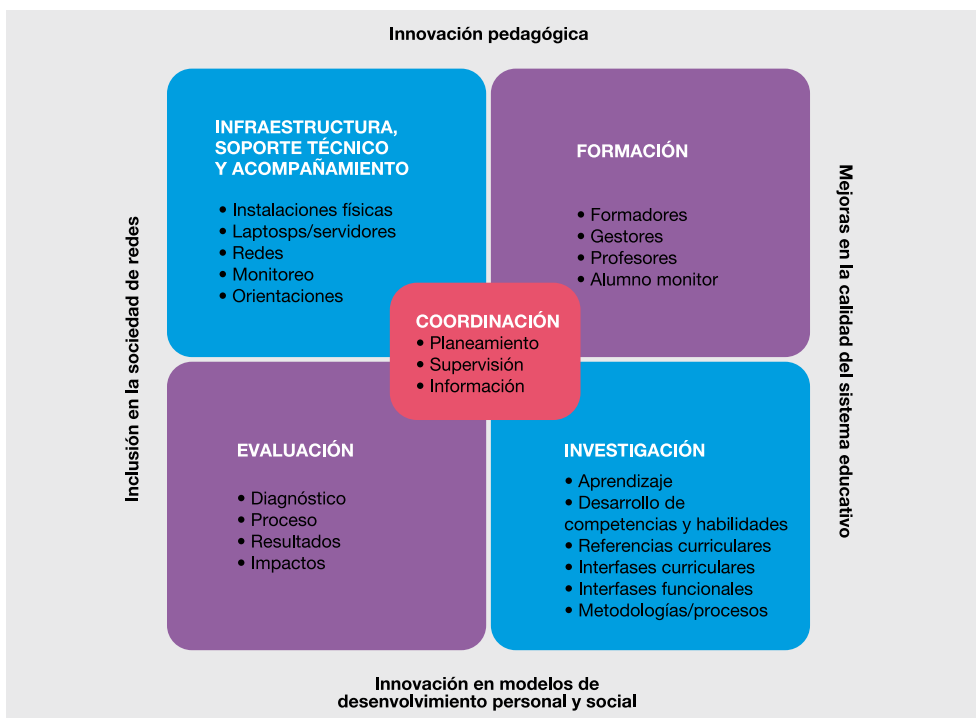 Innovación pedagógica
Inclusión en la sociedad de redes
INFRAESTRUCTURA,
SOPORTE TÉCNICO
Y ACOMPAÑAMIENTO
• Instalaciones físicas
• Laptosps/servidores
• Redes
• Monitoreo
• Orientaciones
FORMACIÓN
• Formadores
• Gestores
• Profesores
• Alumno monitor
COORDINACIÓN
• Planeamiento
• Supervisión
• Información
EVALUACIÓN
• Diagnóstico
• Proceso
• Resultados
• Impactos
INVESTIGACIÓN
• Aprendizaje
• Desarrollo de
competencias y habilidades
• Referencias curriculares
• Interfases curriculares
• Interfases funcionales
• Metodologías/procesos
Mejoras en la calidad del sistema educativo
Innovación en modelos de
desenvolvimiento personal y social